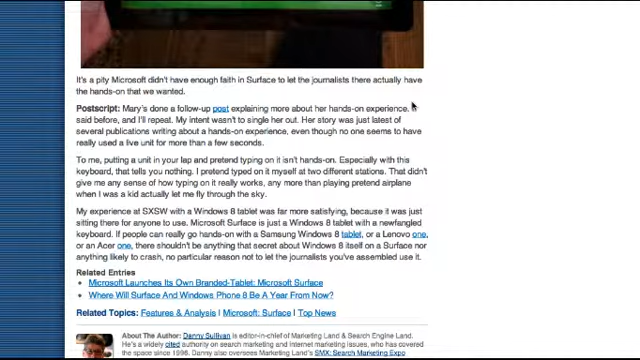 It's a pity Microsoft didn't have enough faith in Surface to let the journalists there actually have
the hands-on that we wanted.
Postscript: Mary's done a follow-up post explaining more about her hands-on experience. I
said before, and I'll repeat. My intent wasn't to single her out. Her story was just latest of
several publications writing about a hands-on experience, even though no one seems to have
really used a live unit for more than a few seconds.
To me, putting a unit in your lap and pretend typing on it isn't hands-on. Especially with this
keyboard, that tells you nothing. I pretend typed on it myself at two different stations. That didn't
give me any sense of how typing on it really works, any more than playing pretend airplane
when I was a kid actually let me fly through the sky.
My experience at SXSW with a Windows 8 tablet was far more satisfying, because it was just
sitting there for anyone to use. Microsoft Surface is just a Windows 8 tablet with a newfangled
keyboard. If people can really go hands-on with a Samsung Windows 8 tablet, or a Lenovo one,
or an Acer one, there shouldn't be anything that secret about Windows 8 itself on a Surface nor
anything likely to crash, no particular reason not to let the journalists you've assembled use it.
Related Entries
• Microsoft Launches Its Own Branded-Tablet: Microsoft Surface
• Where Will Surface And Windows Phone 8 Be A Year From Now?
Related Topics: Features & Analysis | Microsoft: Surface | Top News
About The Author: Danny Sullivan is editor-in-chief of Marketing Land & Search Engine Land.
He's a widely cited authority on search marketing and internet marketing issues, who has covered
the space since 1996. Danny also oversees Marketing Land's SMX: Search Marketing Expo